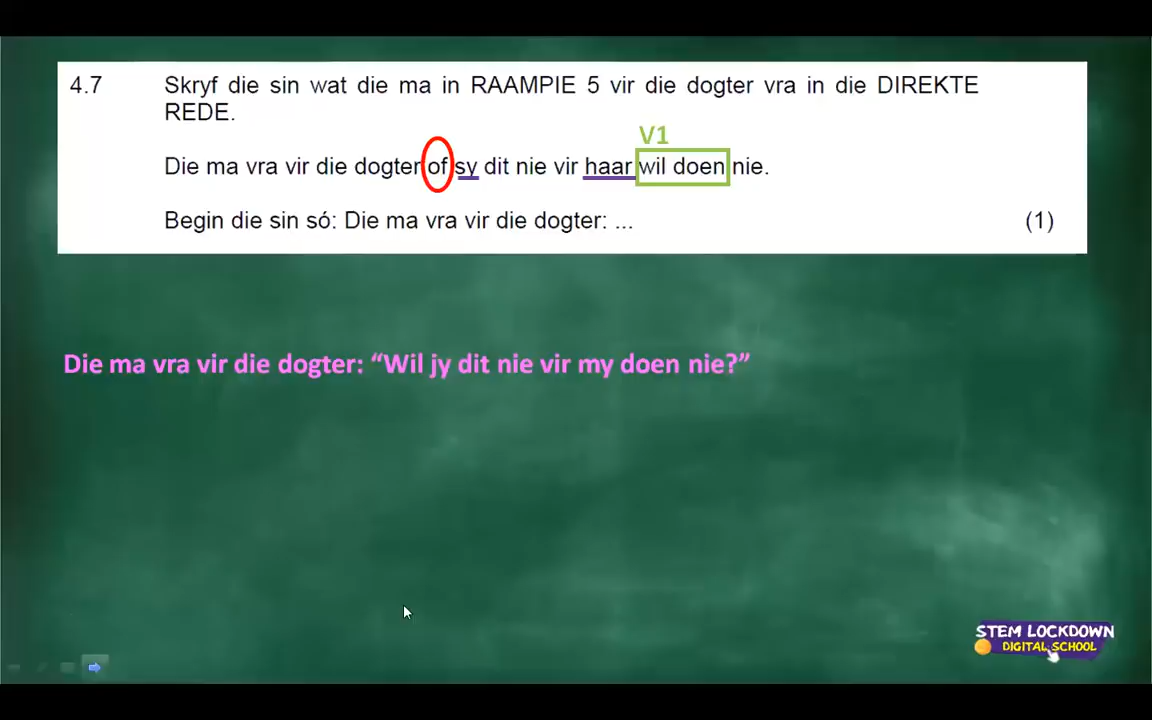 4.7 Skryf die sin wat die ma in RAAMPIE 5 vir die dogter vra in die DIREKTE
REDE.
V1
Die ma vra vir die dogter of sy dit nie vir haar wil doen nie.
Begin die sin só: Die ma vra vir die dogter: ... (1)
Die ma vra vir die dogter: “Wil jy dit nie vir my doen nie?”
STEM LOCKDOWN
DIGITAL SCHOOL